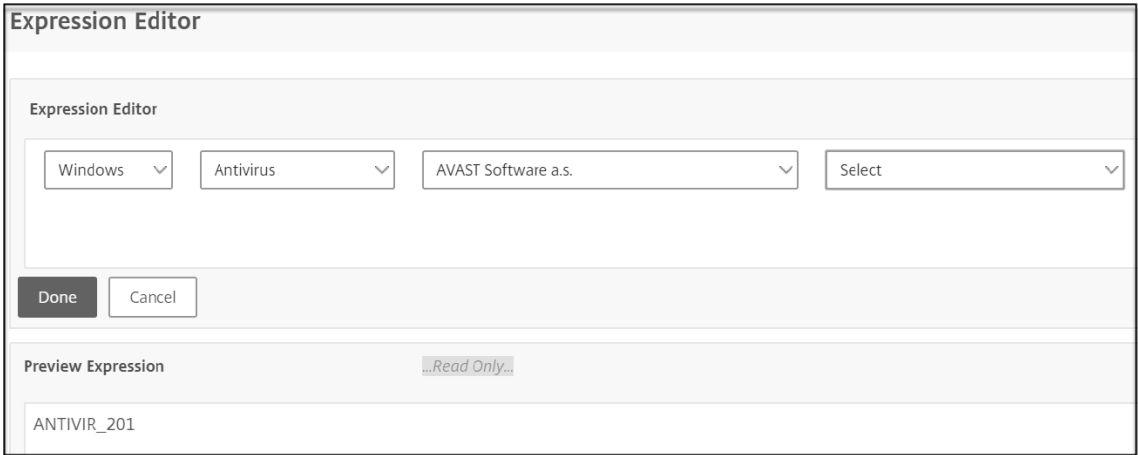 Expression Editor
Expression Editor
Windows Antivirus AVAST Software a.s. Select
Done Cancel
Preview Expression ...Read Only...
ANTIVIR_201